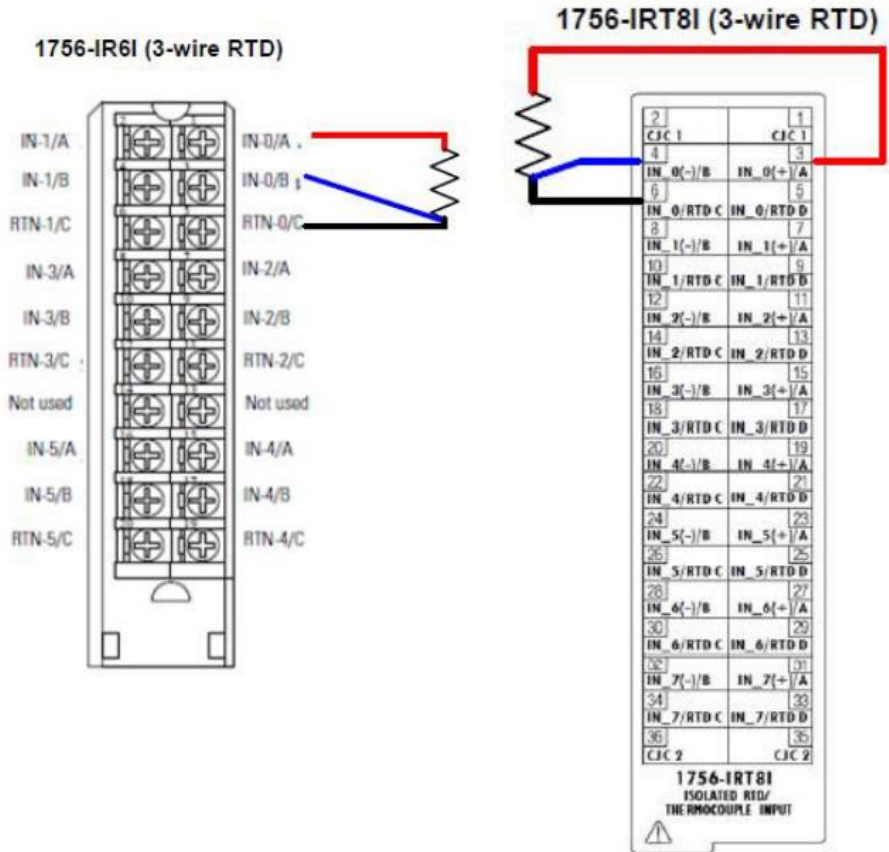 1756-IR6I (3-wire RTD)
IN-1/A
IN-0/A
IN-1/B
IN-0/B
RTN-1/C
RTN-0/C
IN-3/A
IN-2/A
IN-3/B
IN-2/B
RTN-3/C
RTN-2/C
Not used
Not used
IN-5/A
IN-4/A
IN-5/B
IN-4/B
RTN-5/C
RTN-4/C
1756-IRT8I (3-wire RTD)
2 1
CJC 1 CJC 1
4 3
IN_0(-)/B IN_0(+)/A
6 5
IN_0/RTD C IN_0/RTD D
8 7
IN_1(-)/B IN_1(+)/A
10 9
IN_1/RTD C IN_1/RTD D
12 11
IN_2(-)/B IN_2(+)/A
14 13
IN_2/RTD C IN_2/RTD D
16 15
IN_3(-)/B IN_3(+)/A
18 17
IN_3/RTD C IN_3/RTD D
20 19
IN_4(-)/B IN_4(+)/A
22 21
IN_4/RTD C IN_4/RTD D
24 23
IN_5(-)/B IN_5(+)/A
26 25
IN_5/RTD C IN_5/RTD D
28 27
IN_6(-)/B IN_6(+)/A
30 29
IN_6/RTD C IN_6/RTD D
32 31
IN_7(-)/B IN_7(+)/A
34 33
IN_7/RTD C IN_7/RTD D
36 35
CJC 2 CJC 2
1756-IRT8I
ISOLATED RTD/
THERMOCOUPLE INPUT